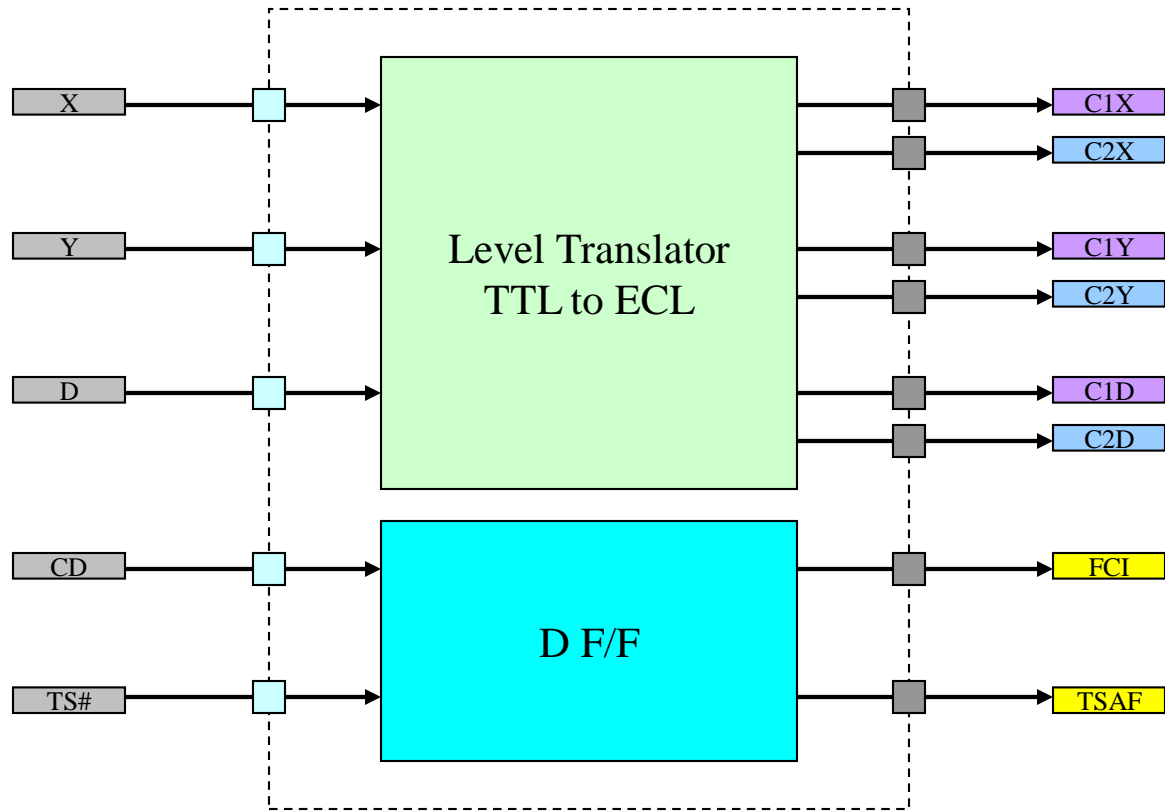 X
C1X
C2X
Y
Level Translator
TTL to ECL
C1Y
C2Y
D
C1D
C2D
CD
D F/F
FCI
TS#
TSAF